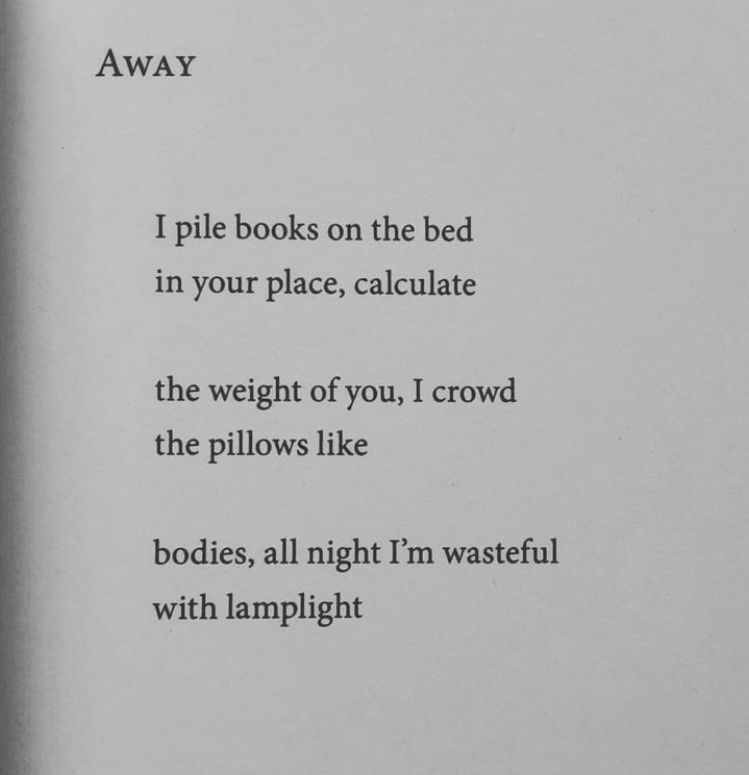 Away
I pile books on the bed
in your place, calculate
the weight of you, I crowd
the pillows like
bodies, all night I’m wasteful
with lamplight